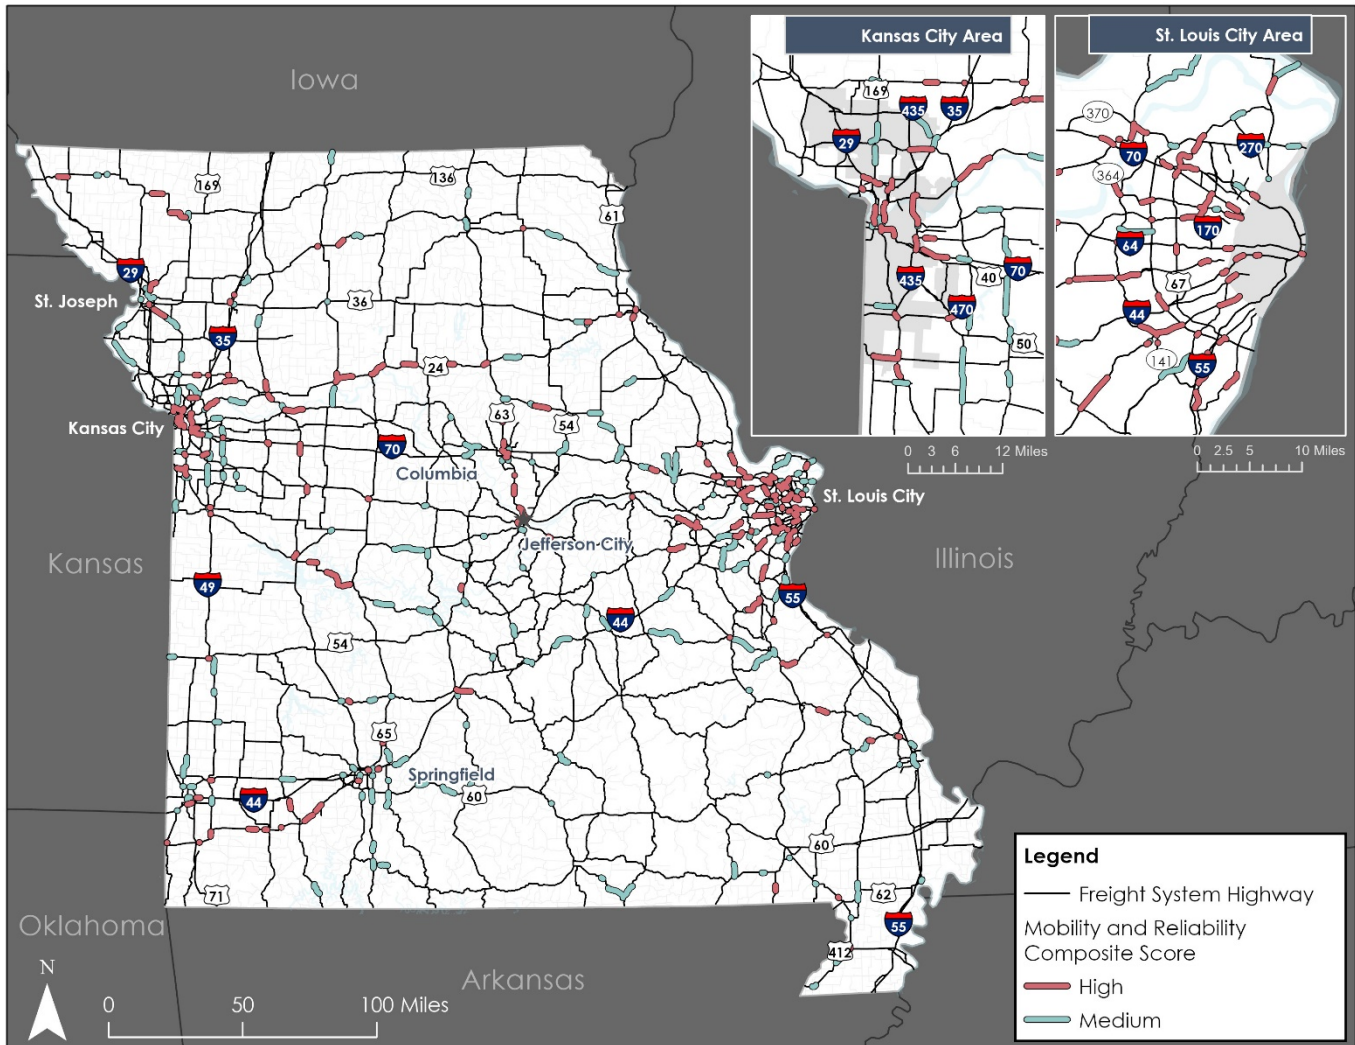 Iowa
Kansas City Area
St. Louis City Area
169
435
35
29
435
470
40
70
50
0 3 6 12 Miles
370
70
270
364
64
170
67
44
141
55
0 2.5 5 10 Miles
169
136
61
29
St. Joseph
36
35
24
Kansas City
63
54
70
Columbia
St. Louis City
Jefferson City
Kansas
Illinois
49
55
44
54
65
Springfield
60
44
60
71
62
55
412
Oklahoma
Arkansas
N
0 50 100 Miles
Legend
Freight System Highway
Mobility and Reliability
Composite Score
High
Medium